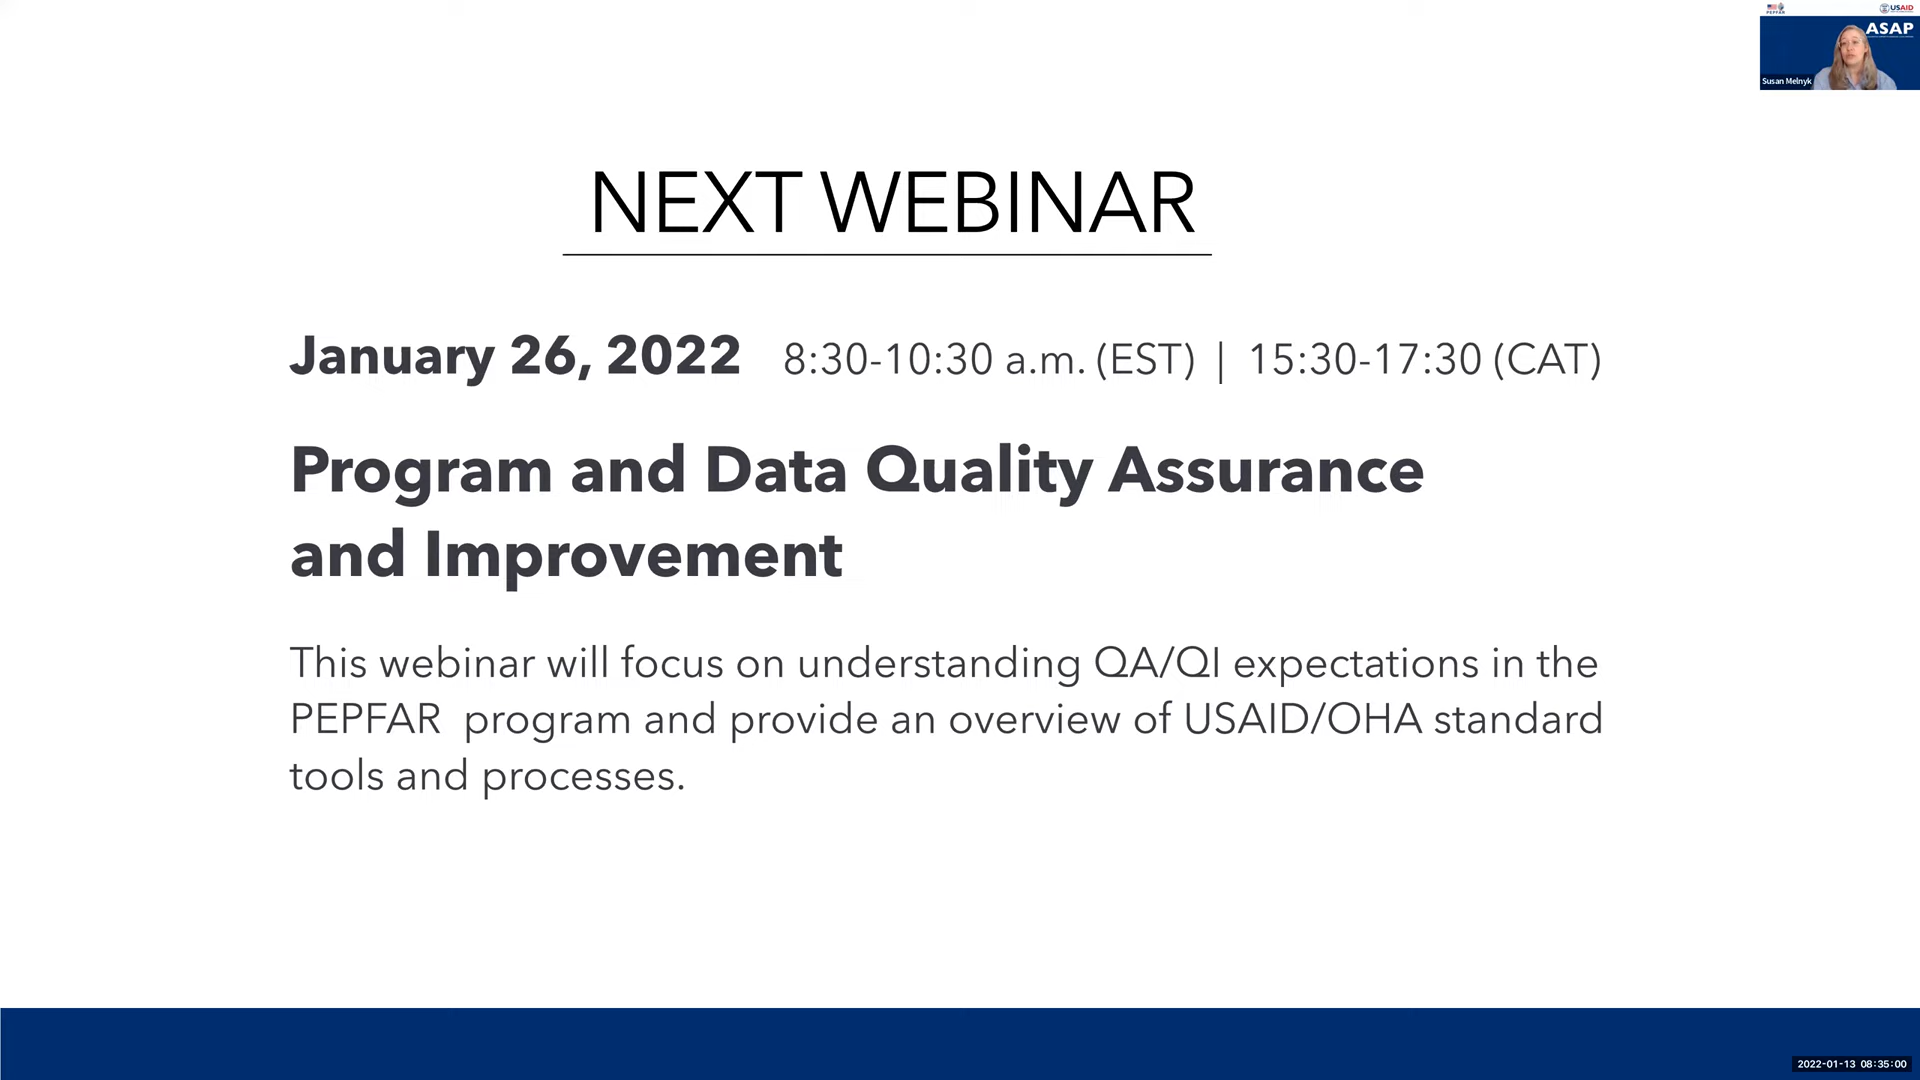 PEPFAR
USAID
ASAP
Susan Melnyk
NEXT WEBINAR
January 26, 2022 8:30-10:30 a.m. (EST) | 15:30-17:30 (CAT)
Program and Data Quality Assurance
and Improvement
This webinar will focus on understanding QA/QI expectations in the
PEPFAR program and provide an overview of USAID/OHA standard
tools and processes.
2022-01-13 08:35:00